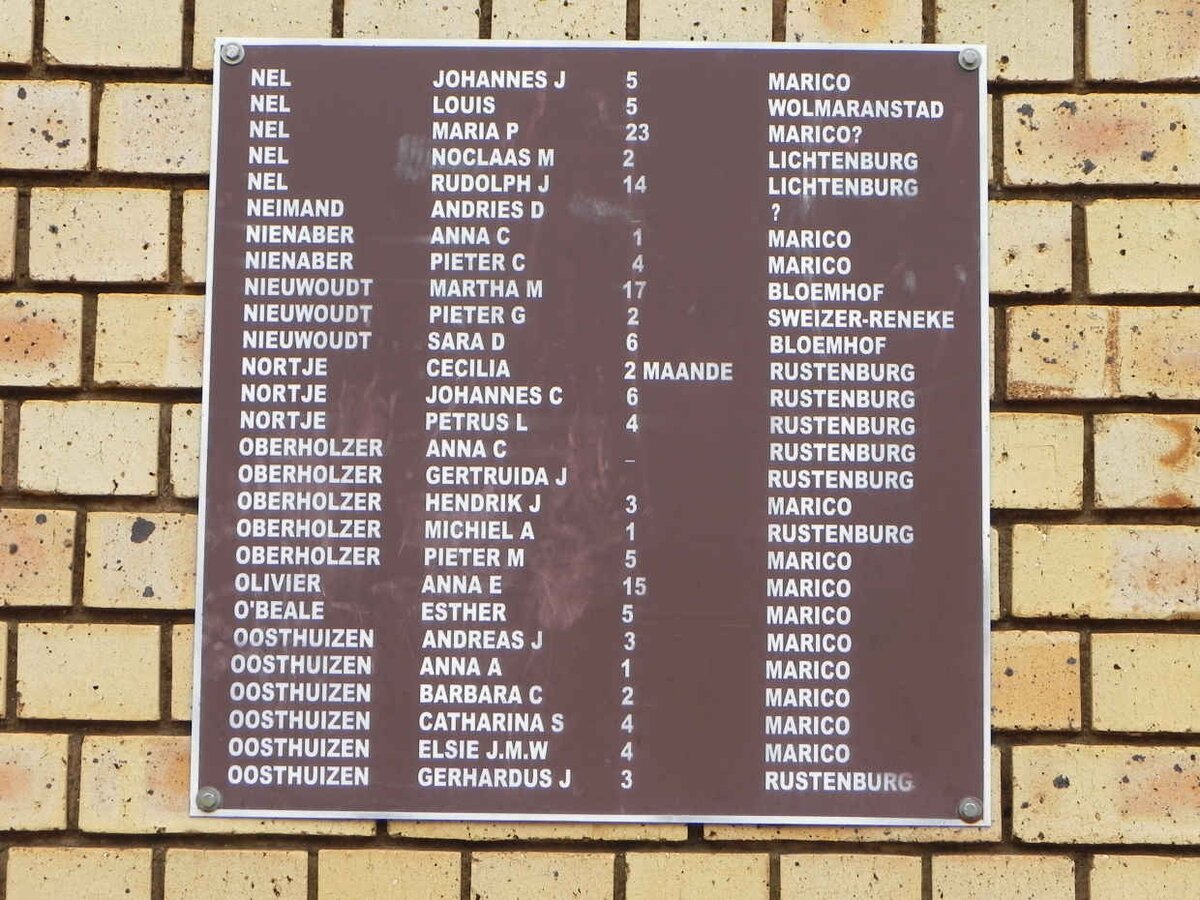 NEL JOHANNES J 5 MARICO
NEL LOUIS 5 WOLMARANSTAD
NEL MARIA P 23 MARICO?
NEL NOCLAAS M 2 LICHTENBURG
NEL RUDOLPH J 14 LICHTENBURG
NEIMAND ANDRIES D _ ?
NIENABER ANNA C 1 MARICO
NIENABER PIETER C 4 MARICO
NIEUWOUDT MARTHA M 17 BLOEMHOF
NIEUWOUDT PIETER G 2 SWEIZER-RENEKE
NIEUWOUDT SARA D 6 BLOEMHOF
NORTJE CECILIA 2 MAANDE RUSTENBURG
NORTJE JOHANNES C 6 RUSTENBURG
NORTJE PETRUS L 4 RUSTENBURG
OBERHOLZER ANNA C _ RUSTENBURG
OBERHOLZER GERTRUIDA J RUSTENBURG
OBERHOLZER HENDRIK J 3 MARICO
OBERHOLZER MICHIEL A 1 RUSTENBURG
OBERHOLZER PIETER M 5 MARICO
OLIVIER ANNA E 15 MARICO
O'BEALE ESTHER 5 MARICO
OOSTHUIZEN ANDREAS J 3 MARICO
OOSTHUIZEN ANNA A 1 MARICO
OOSTHUIZEN BARBARA C 2 MARICO
OOSTHUIZEN CATHARINA S 4 MARICO
OOSTHUIZEN ELSIE J.M.W 4 MARICO
OOSTHUIZEN GERHARDUS J 3 RUSTENBURG